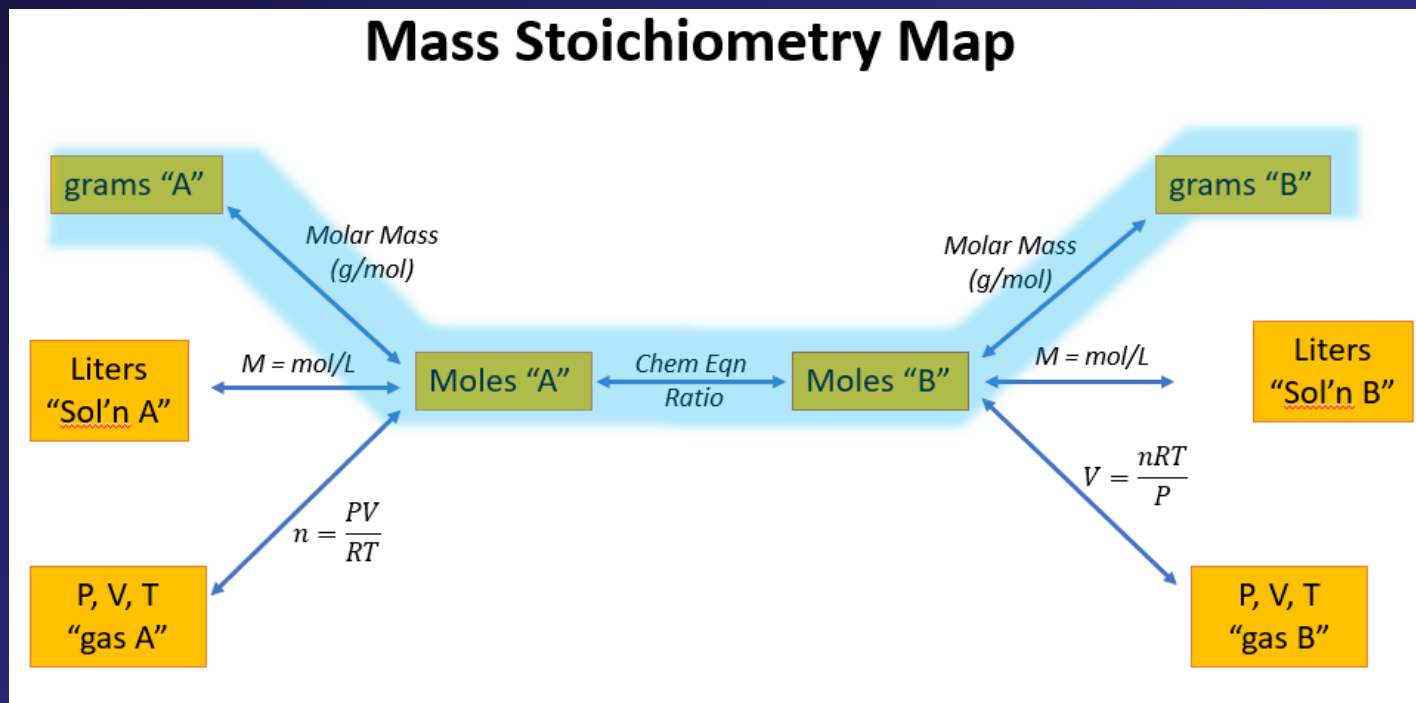 Mass Stoichiometry Map
grams “A”
grams “B”
Molar Mass
(g/mol)
Molar Mass
(g/mol)
Liters
“Sol’n A”
M = mol/L
Moles “A”
Chem Eqn
Ratio
Moles “B”
M = mol/L
Liters
“Sol’n B”
n = PV/RT
V = nRT/P
P, V, T
“gas A”
P, V, T
“gas B”